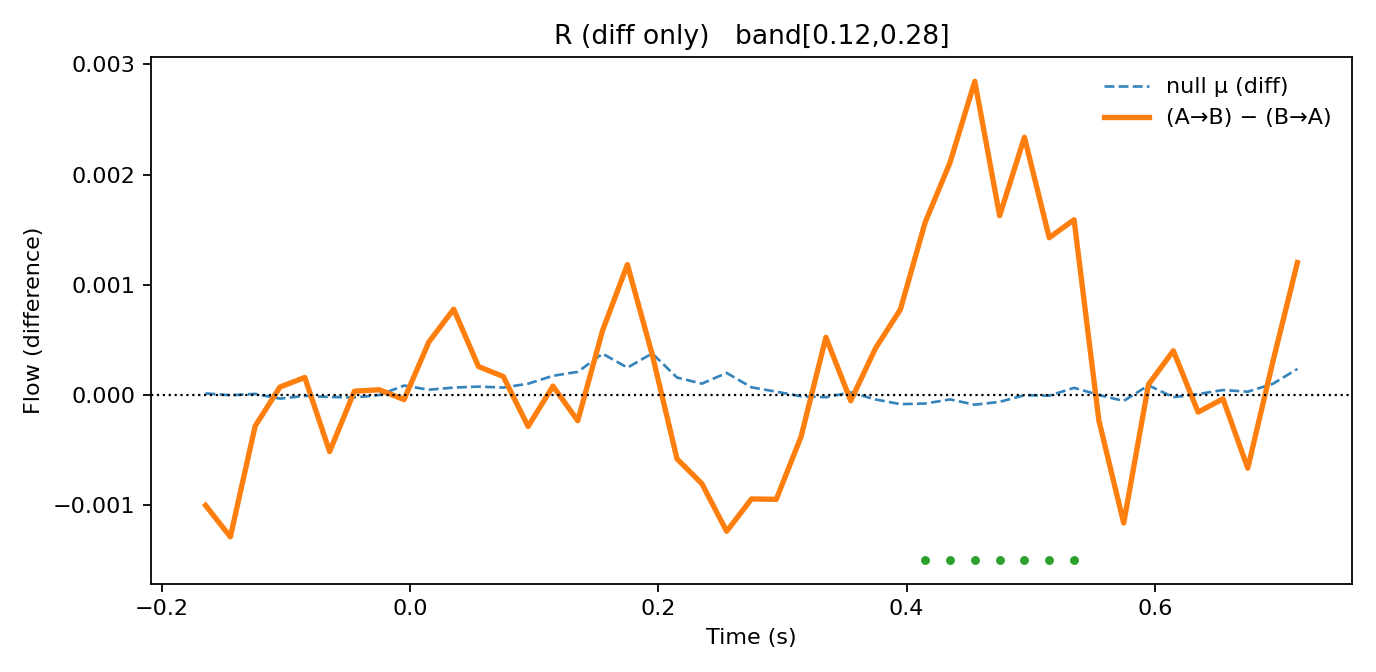 R (diff only)   band[0.12,0.28]
null μ (diff)
(A→B) − (B→A)
0.003
0.002
0.001
0.000
−0.001
Flow (difference)
−0.2
0.0
0.2
0.4
0.6
Time (s)